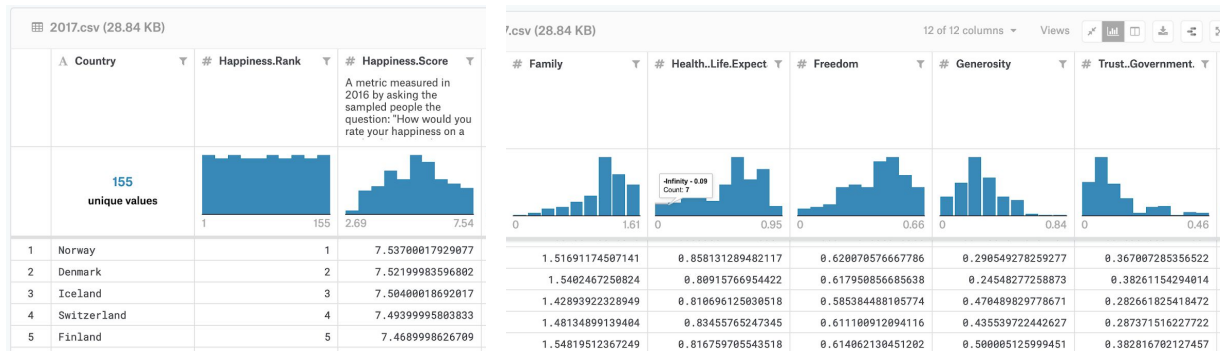 2017.csv (28.84 KB)
A Country # Happiness.Rank # Happiness.Score
A metric measured in
2016 by asking the
sampled people the
question: "How would you
rate your happiness on a
155
unique values
1 155 2.69 7.54
1 Norway 1 7.53700017929077
2 Denmark 2 7.52199983596802
3 Iceland 3 7.50400018692017
4 Switzerland 4 7.49399995803833
5 Finland 5 7.4689998626709
7.csv (28.84 KB) 12 of 12 columns Views
# Family # Health..Life.Expect # Freedom # Generosity # Trust..Government.
-Infinity - 0.09
Count: 7
0 1.61 0 0.95 0 0.66 0 0.84 0 0.46
1.51691174507141 0.858131289482117 0.620070576667786 0.290549278259277 0.367007285356522
1.5402467250824 0.80915766954422 0.617950856685638 0.24548277258873 0.38261154294014
1.42893922328949 0.810696125030518 0.585384488105774 0.470489829778671 0.282661825418472
1.48134899139404 0.83455765247345 0.611100912094116 0.435539722442627 0.287371516227722
1.54819512367249 0.816759705543518 0.614062130451202 0.500005125999451 0.382816702127457